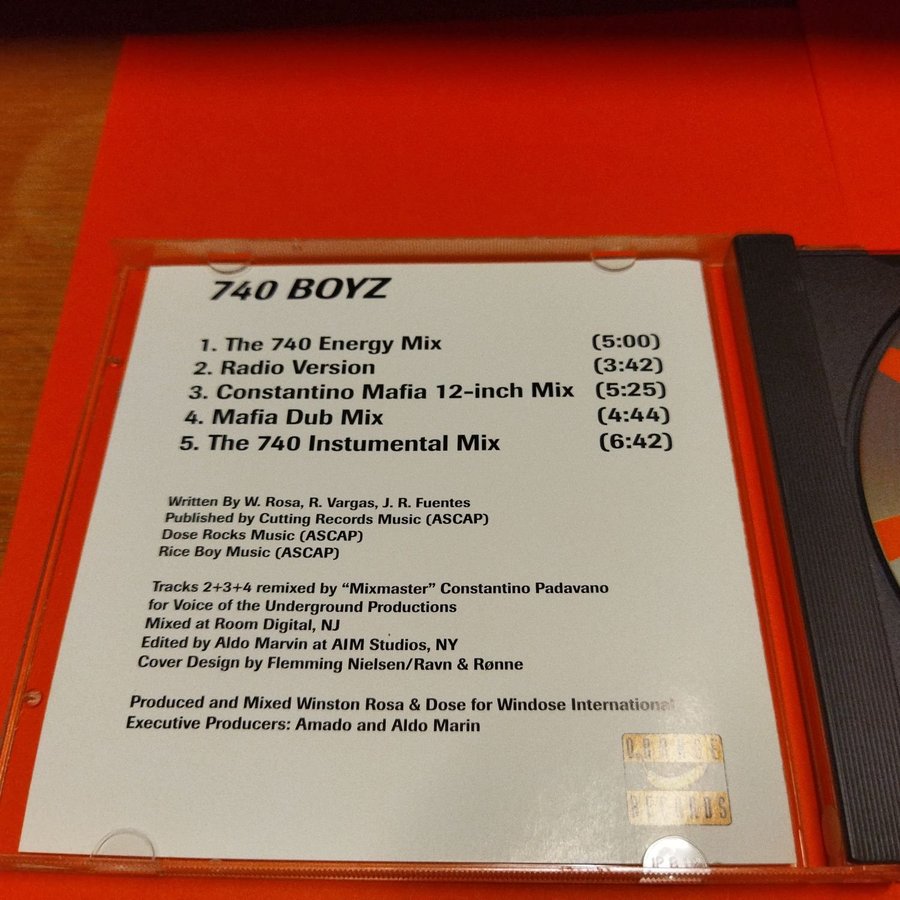 740 BOYZ
1. The 740 Energy Mix (5:00)
2. Radio Version (3:42)
3. Constantino Mafia 12-inch Mix (5:25)
4. Mafia Dub Mix (4:44)
5. The 740 Instumental Mix (6:42)
Written By W. Rosa, R. Vargas, J. R. Fuentes
Published by Cutting Records Music (ASCAP)
Dose Rocks Music (ASCAP)
Rice Boy Music (ASCAP)
Tracks 2+3+4 remixed by “Mixmaster” Constantino Padavano
for Voice of the Underground Productions
Mixed at Room Digital, NJ
Edited by Aldo Marvin at AIM Studios, NY
Cover Design by Flemming Nielsen/Ravn & Rønne
Produced and Mixed Winston Rosa & Dose for Windose International
Executive Producers: Amado and Aldo Marin
RECORDS